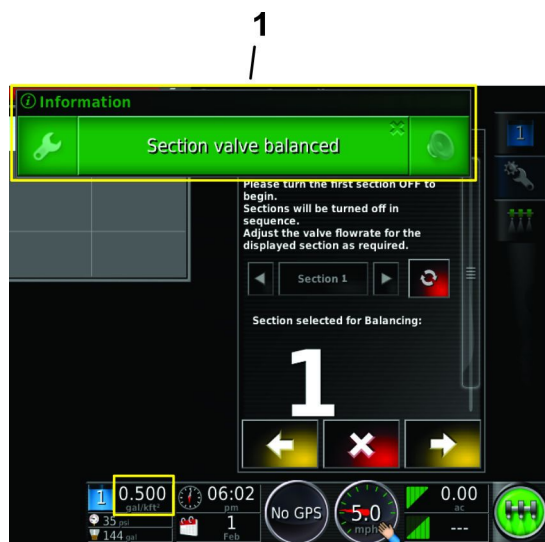 1
Information
Section valve balanced
1
Please turn the first section OFF to
begin.
Sections will be turned off in
sequence.
Adjust the valve flowrate for the
displayed section as required.
Section 1
Section selected for Balancing:
1
1
0.500
gal/kft²
35 psi
144 gal
06:02
pm
1
Feb
No GPS
5.0
mph
0.00
ac
---